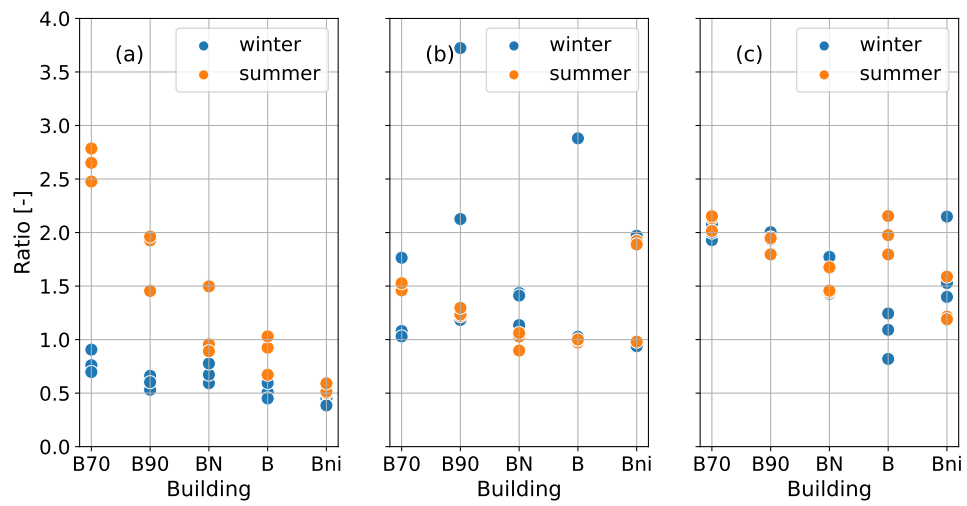 4.0
3.5
3.0
2.5
2.0
1.5
1.0
0.5
0.0
Ratio [-]
(a)
winter
summer
B70 B90 BN B Bni
Building
(b)
winter
summer
B70 B90 BN B Bni
Building
(c)
winter
summer
B70 B90 BN B Bni
Building